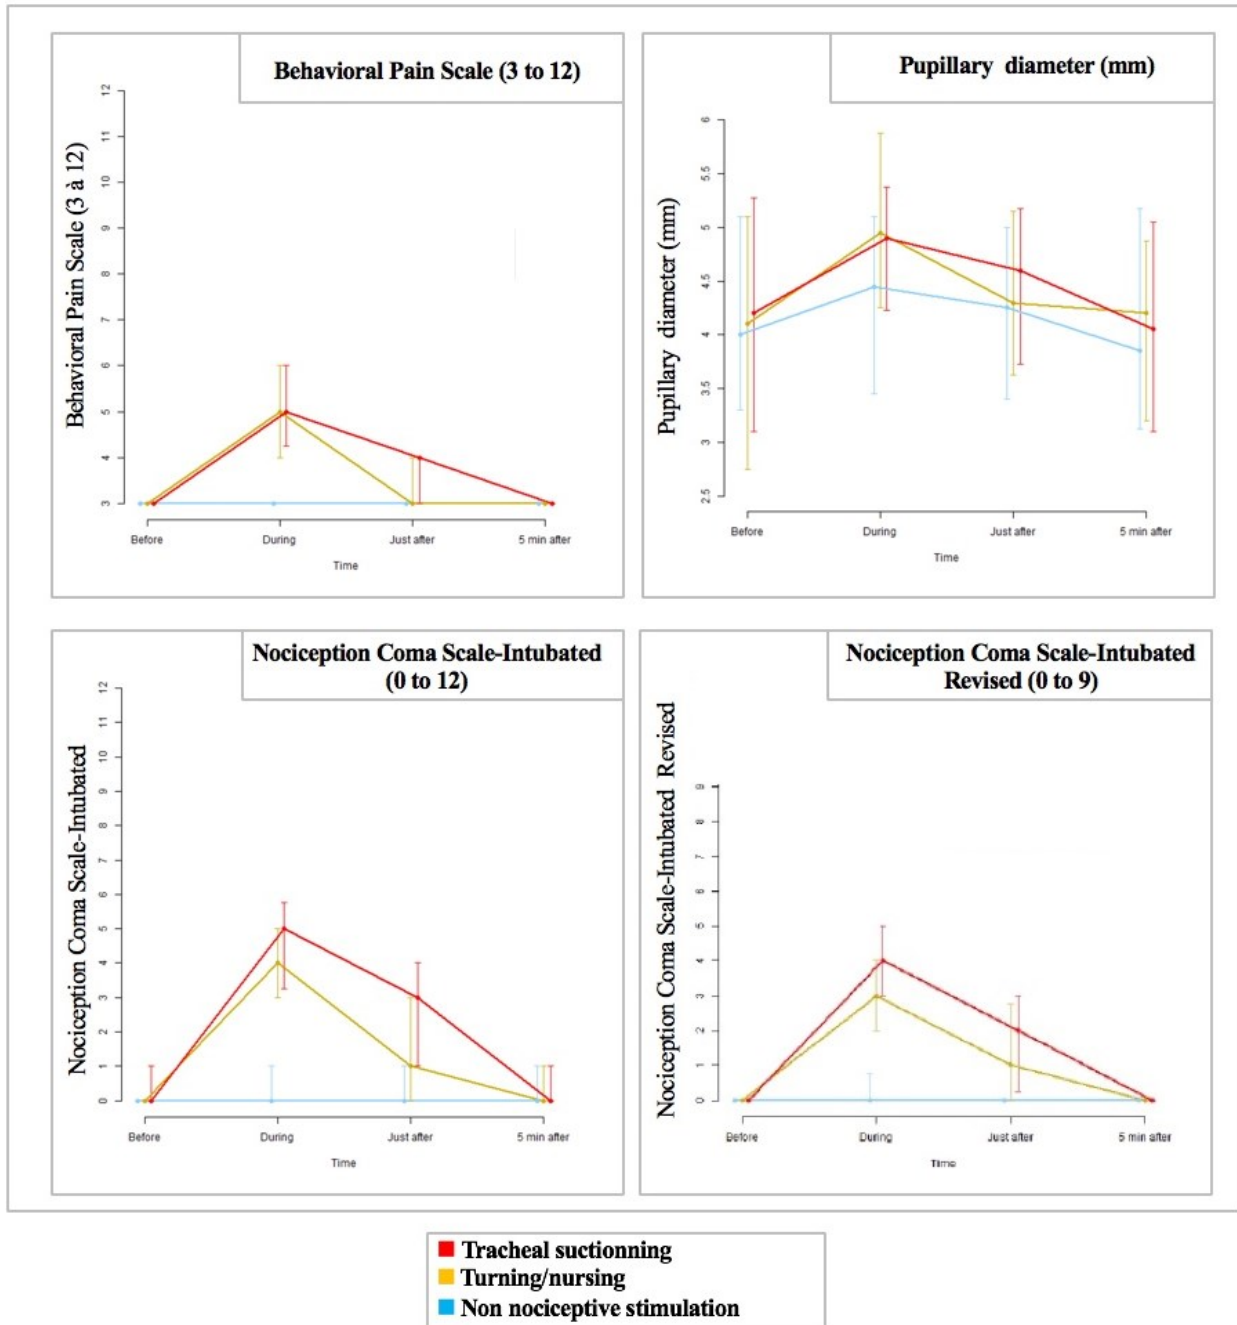 Behavioral Pain Scale (3 to 12)
Behavioral Pain Scale (3 à 12)
12
11
10
9
8
7
6
5
4
3
Before During Just after 5 min after
Time
Pupillary diameter (mm)
Pupillary diameter (mm)
6
5.5
5
4.5
4
3.5
3
2.5
Before During Just after 5 min after
Time
Nociception Coma Scale-Intubated
(0 to 12)
Nociception Coma Scale-Intubated
12
11
10
9
8
7
6
5
4
3
2
1
0
Before During Just after 5 min after
Time
Nociception Coma Scale-Intubated
Revised (0 to 9)
Nociception Coma Scale-Intubated Revised
9
8
7
6
5
4
3
2
1
0
Before During Just after 5 min after
Time
Tracheal suctionning
Turning/nursing
Non nociceptive stimulation